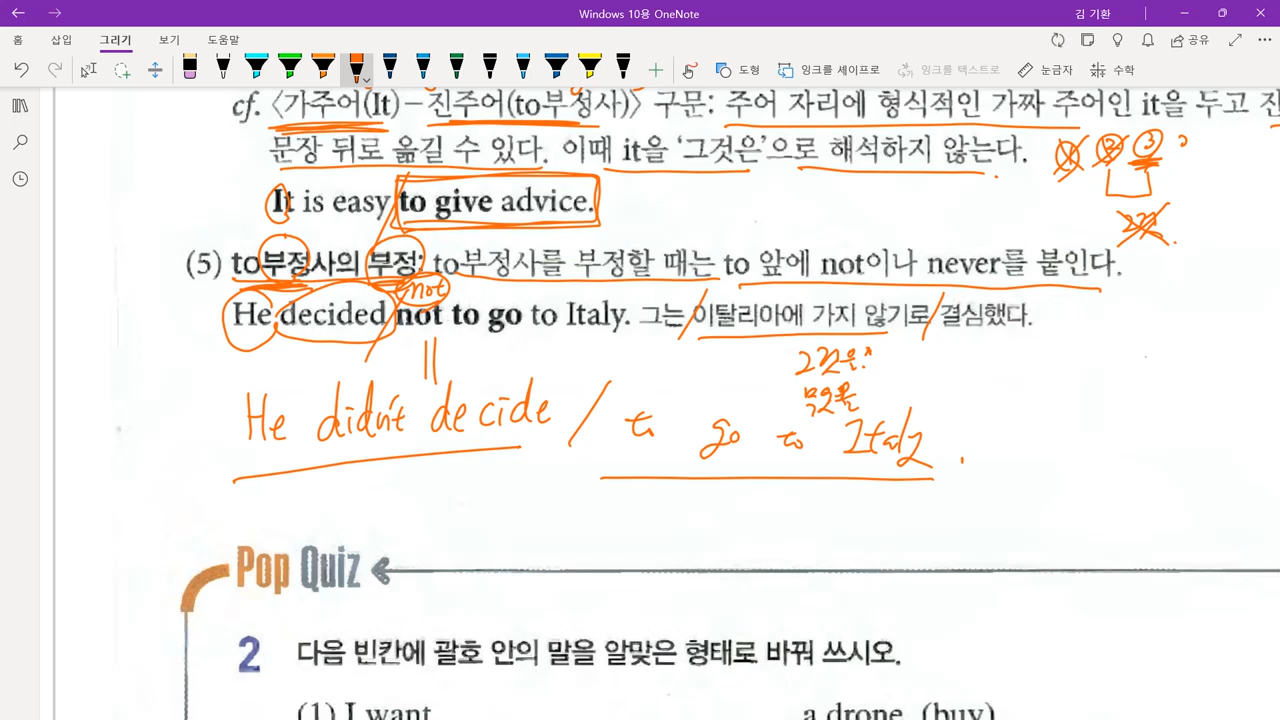 Windows 10용 OneNote
김 기환
홈 삽입 그리기 보기 도움말
공유
도형 잉크를 셰이프로 잉크를 텍스트로 눈금자 수학
cf. 〈가주어(It)−진주어(to부정사)〉 구문: 주어 자리에 형식적인 가짜 주어인 it을 두고 진
문장 뒤로 옮길 수 있다. 이때 it을 ‘그것은’으로 해석하지 않는다.
① ② ③
It is easy to give advice.
(5) to부정사의 부정: to부정사를 부정할 때는 to 앞에 not이나 never를 붙인다.
not
He decided not to go to Italy. 그는 이탈리아에 가지 않기로 결심했다.
그것은?
무엇을
He didn't decide / to go to Italy.
Pop Quiz
2 다음 빈칸에 괄호 안의 말을 알맞은 형태로 바꿔 쓰시오.
(1) I want a drone. (buy)